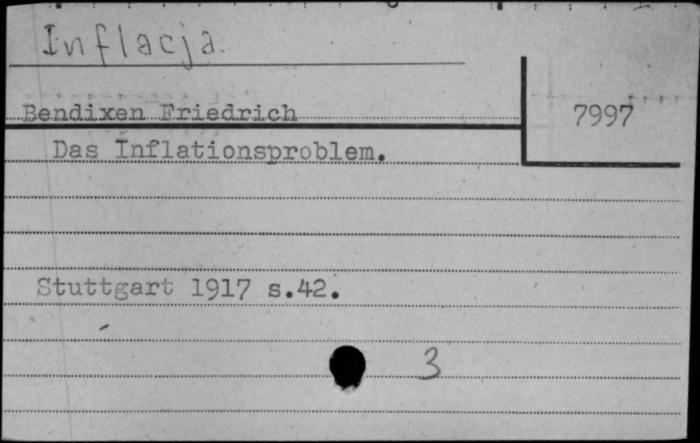 Inflacja.
Bendixen Friedrich
7997
Das Inflationsproblem.
Stuttgart 1917 s.42.
3